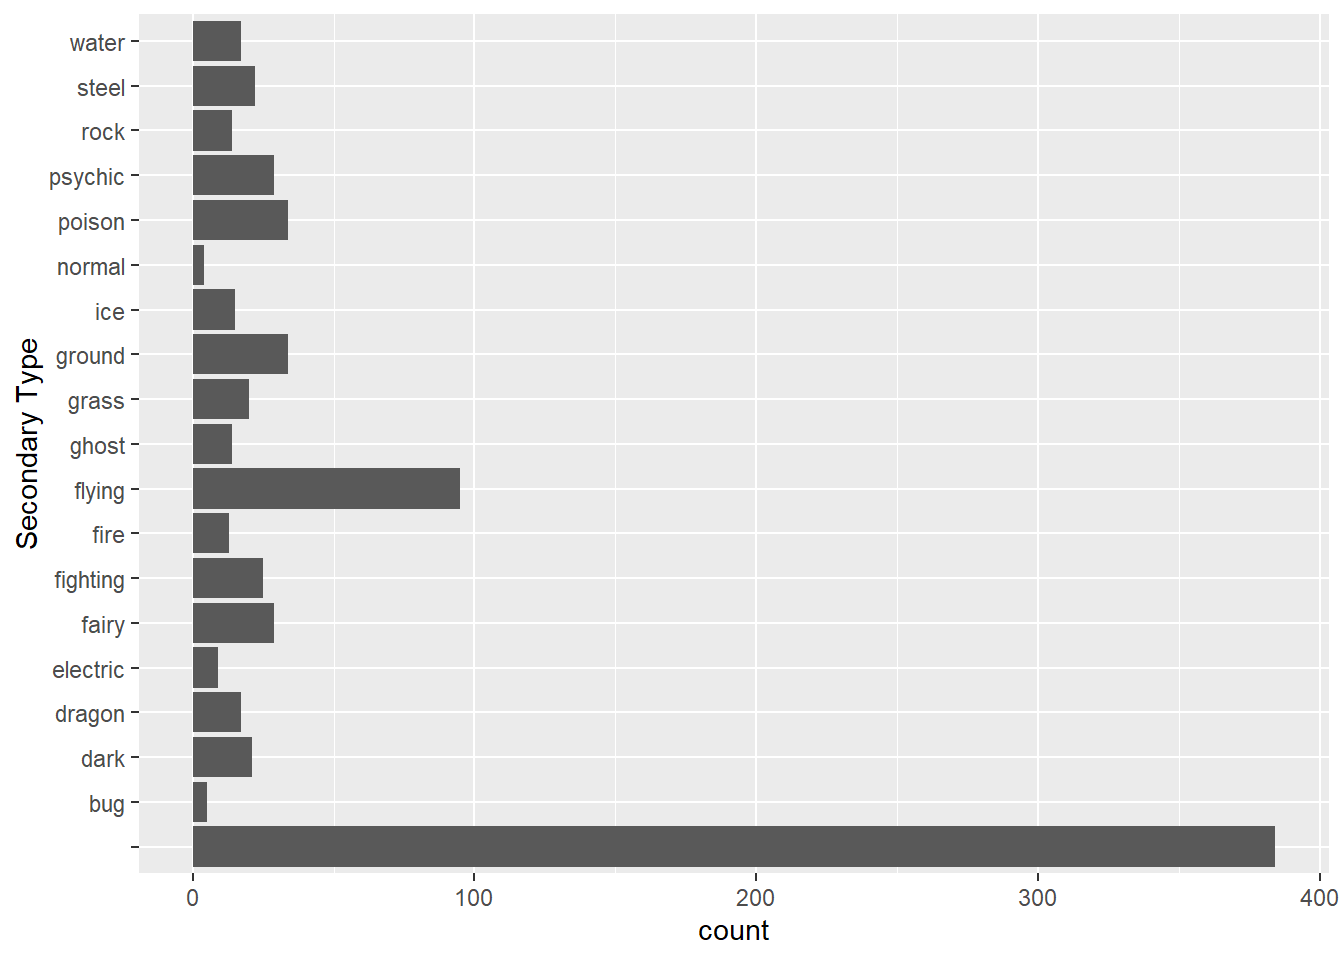 water
steel
rock
psychic
poison
normal
ice
ground
grass
ghost
flying
fire
fighting
fairy
electric
dragon
dark
bug
Secondary Type
0 100 200 300 400
count